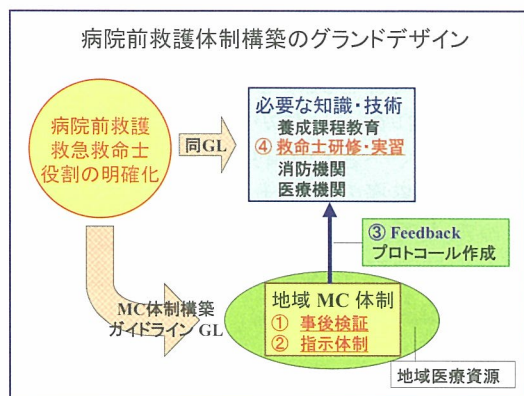 病院前救護体制構築のグランドデザイン
病院前救護
救急救命士
役割の明確化
同GL
必要な知識・技術
養成課程教育
④ 救命士研修・実習
消防機関
医療機関
③ Feedback
プロトコール作成
MC体制構築
ガイドライン GL
地域 MC 体制
① 事後検証
② 指示体制
地域医療資源